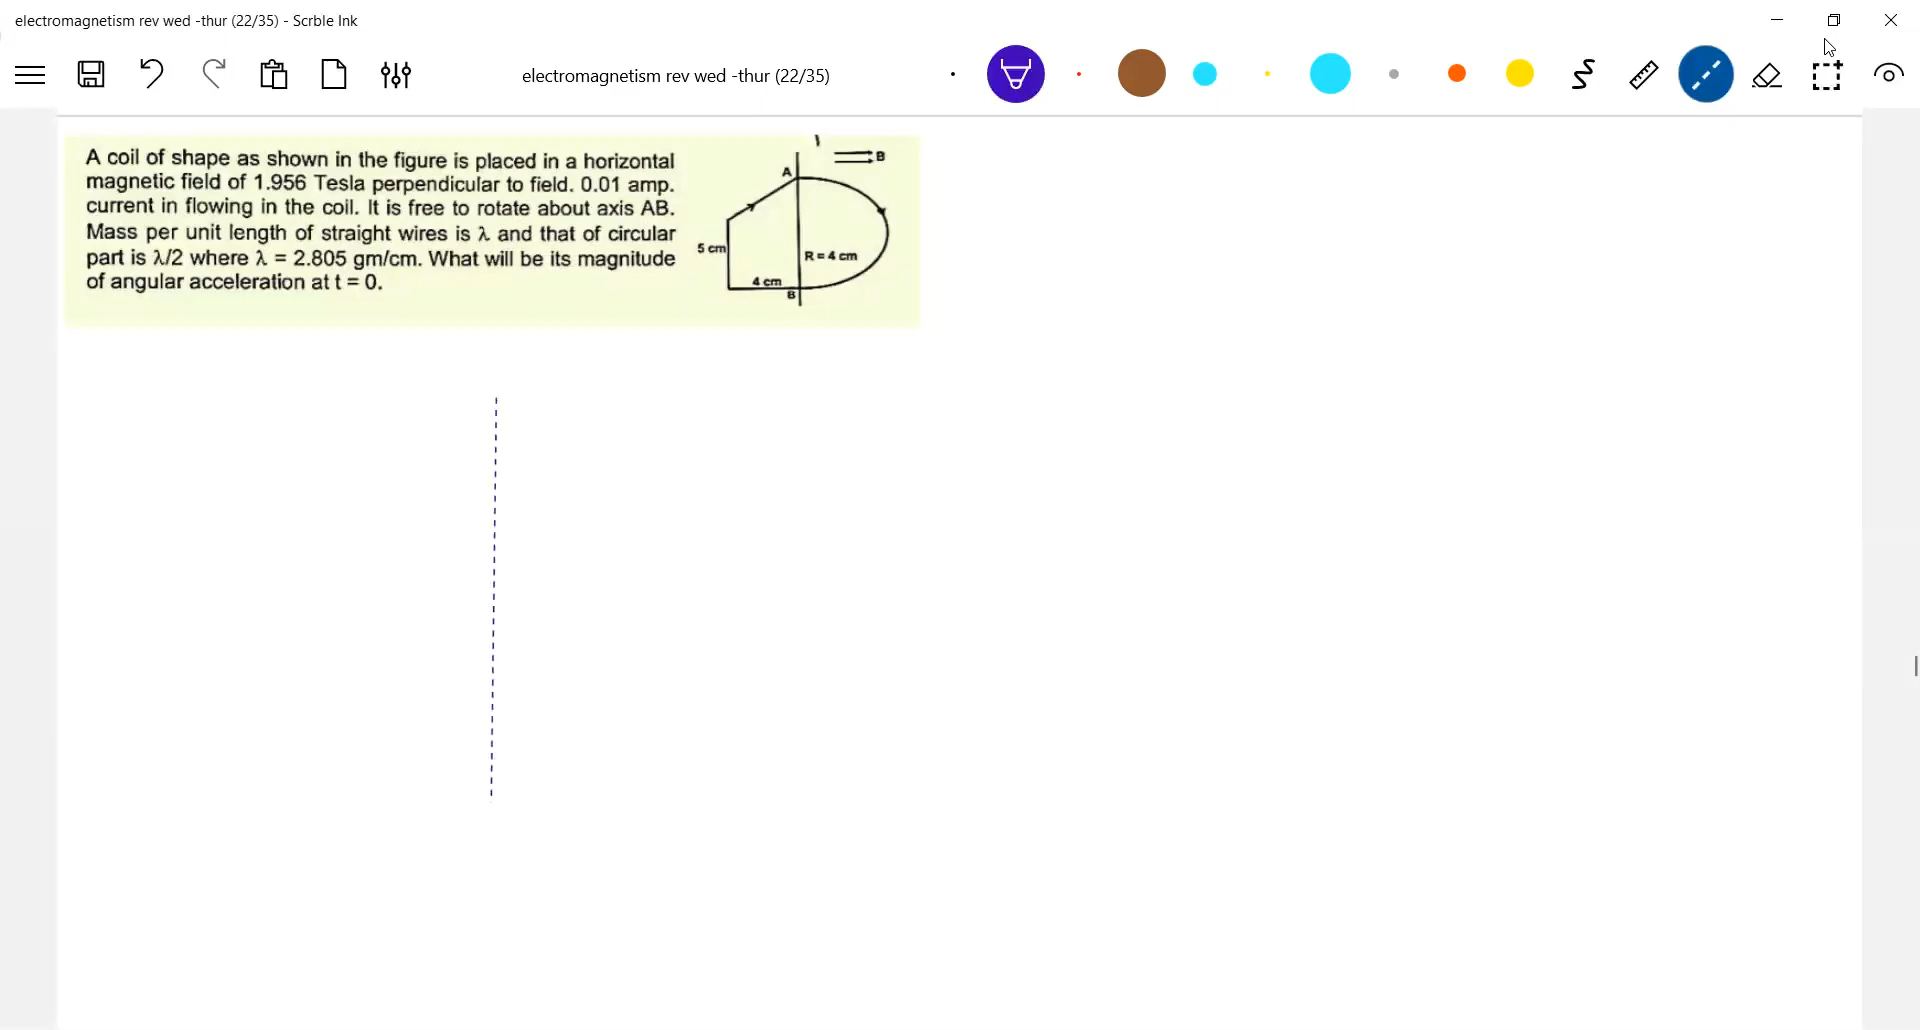 electromagnetism rev wed -thur (22/35) - Scrble Ink
electromagnetism rev wed -thur (22/35)
A coil of shape as shown in the figure is placed in a horizontal
magnetic field of 1.956 Tesla perpendicular to field. 0.01 amp.
current in flowing in the coil. It is free to rotate about axis AB.
Mass per unit length of straight wires is λ and that of circular
part is λ/2 where λ = 2.805 gm/cm. What will be its magnitude
of angular acceleration at t = 0.
B
A
5 cm
R = 4 cm
4 cm
B